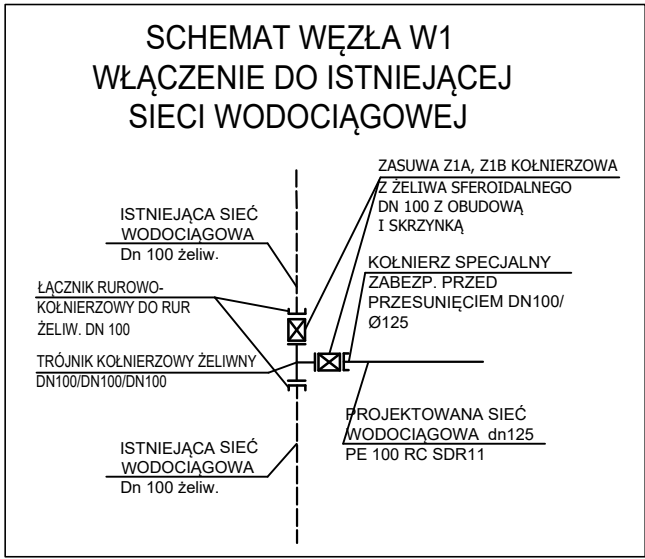 SCHEMAT WĘZŁA W1
WŁĄCZENIE DO ISTNIEJĄCEJ
SIECI WODOCIĄGOWEJ
ZASUWA Z1A, Z1B KOŁNIERZOWA
Z ŻELIWA SFEROIDALNEGO
DN 100 Z OBUDOWĄ
I SKRZYNKĄ
ISTNIEJĄCA SIEĆ
WODOCIĄGOWA
Dn 100 żeliw.
KOŁNIERZ SPECJALNY
ZABEZP. PRZED
PRZESUNIĘCIEM DN100/
Ø125
ŁĄCZNIK RUROWO-
KOŁNIERZOWY DO RUR
ŻELIW. DN 100
TRÓJNIK KOŁNIERZOWY ŻELIWNY
DN100/DN100/DN100
PROJEKTOWANA SIEĆ
WODOCIĄGOWA dn125
PE 100 RC SDR11
ISTNIEJĄCA SIEĆ
WODOCIĄGOWA
Dn 100 żeliw.